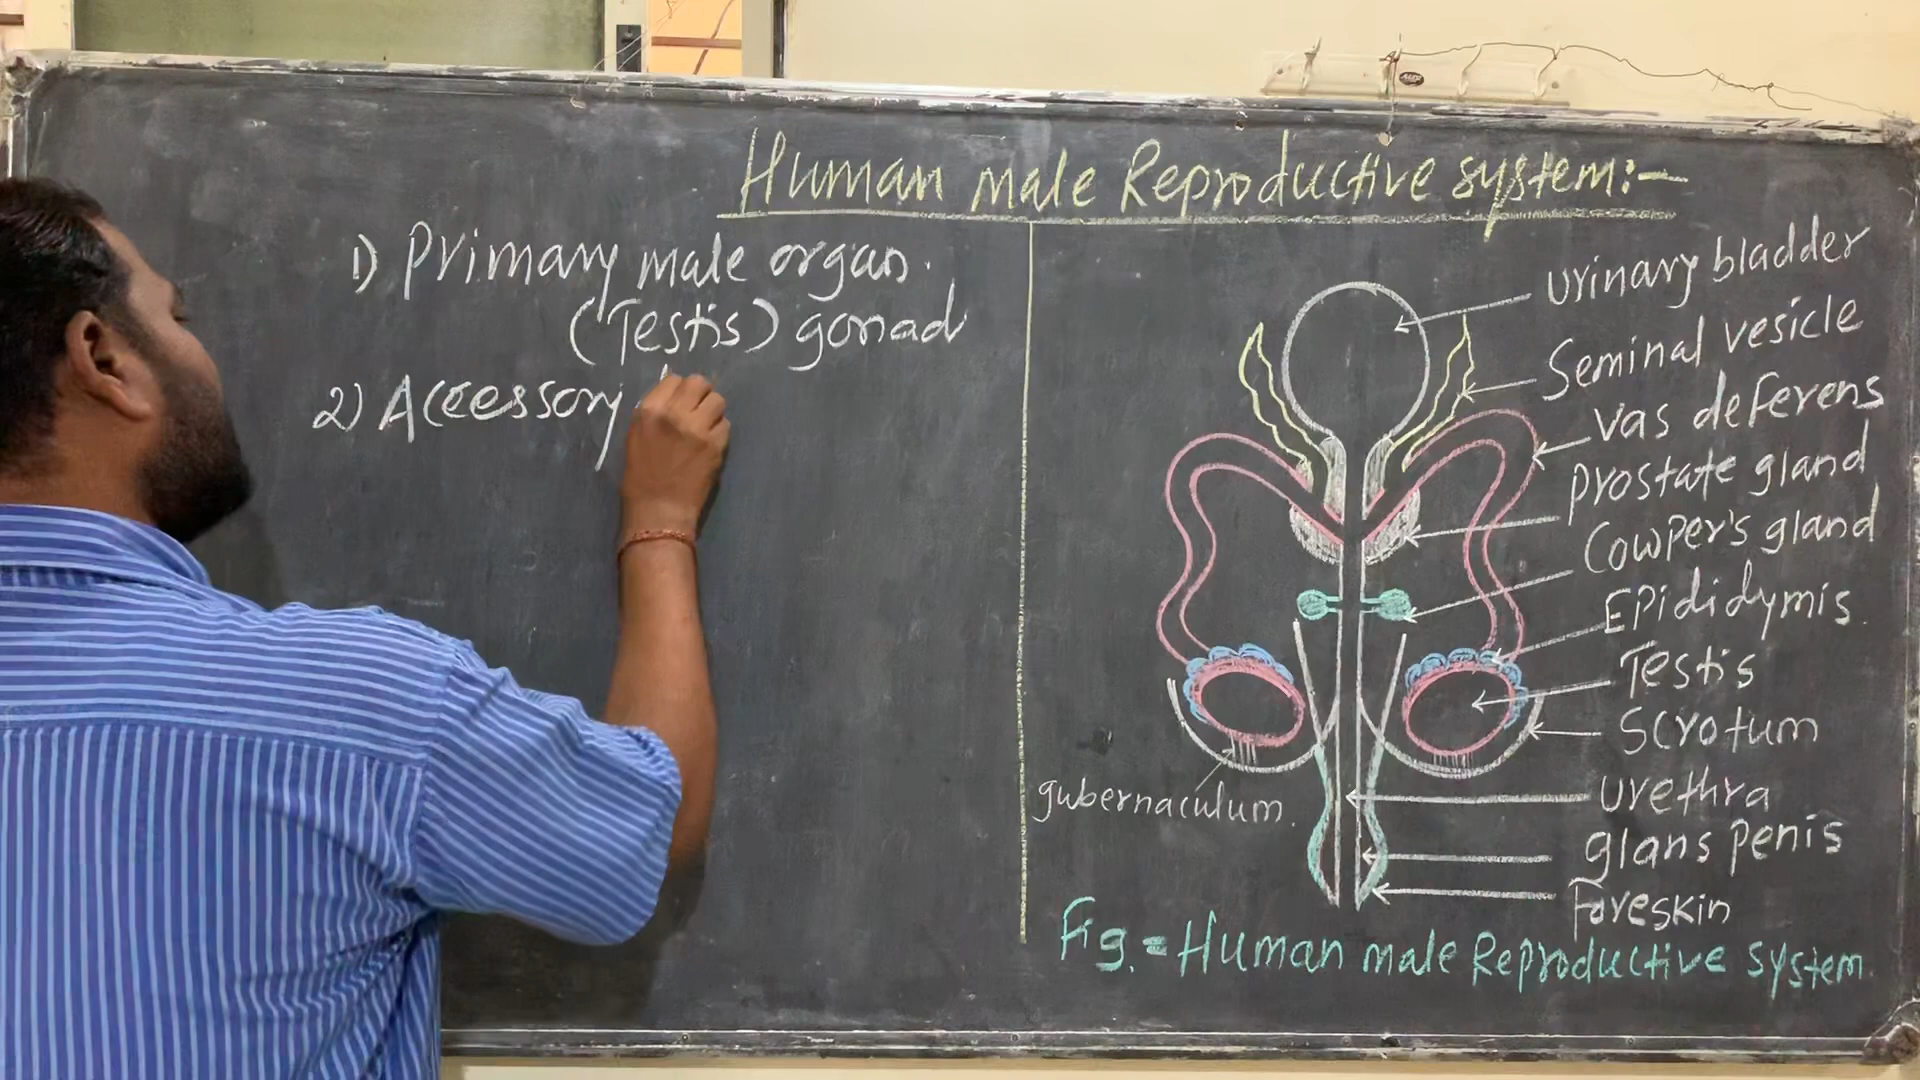 Human male Reproductive system:-
1) Primary male organ.
(Testis) gonad
2) Accessory
urinary bladder
Seminal vesicle
Vas deferens
Prostate gland
Cowper's gland
Epididymis.
Testis
Scrotum
gubernaculum.
Urethra
glans penis
Foreskin
Fig.= Human male Reproductive system